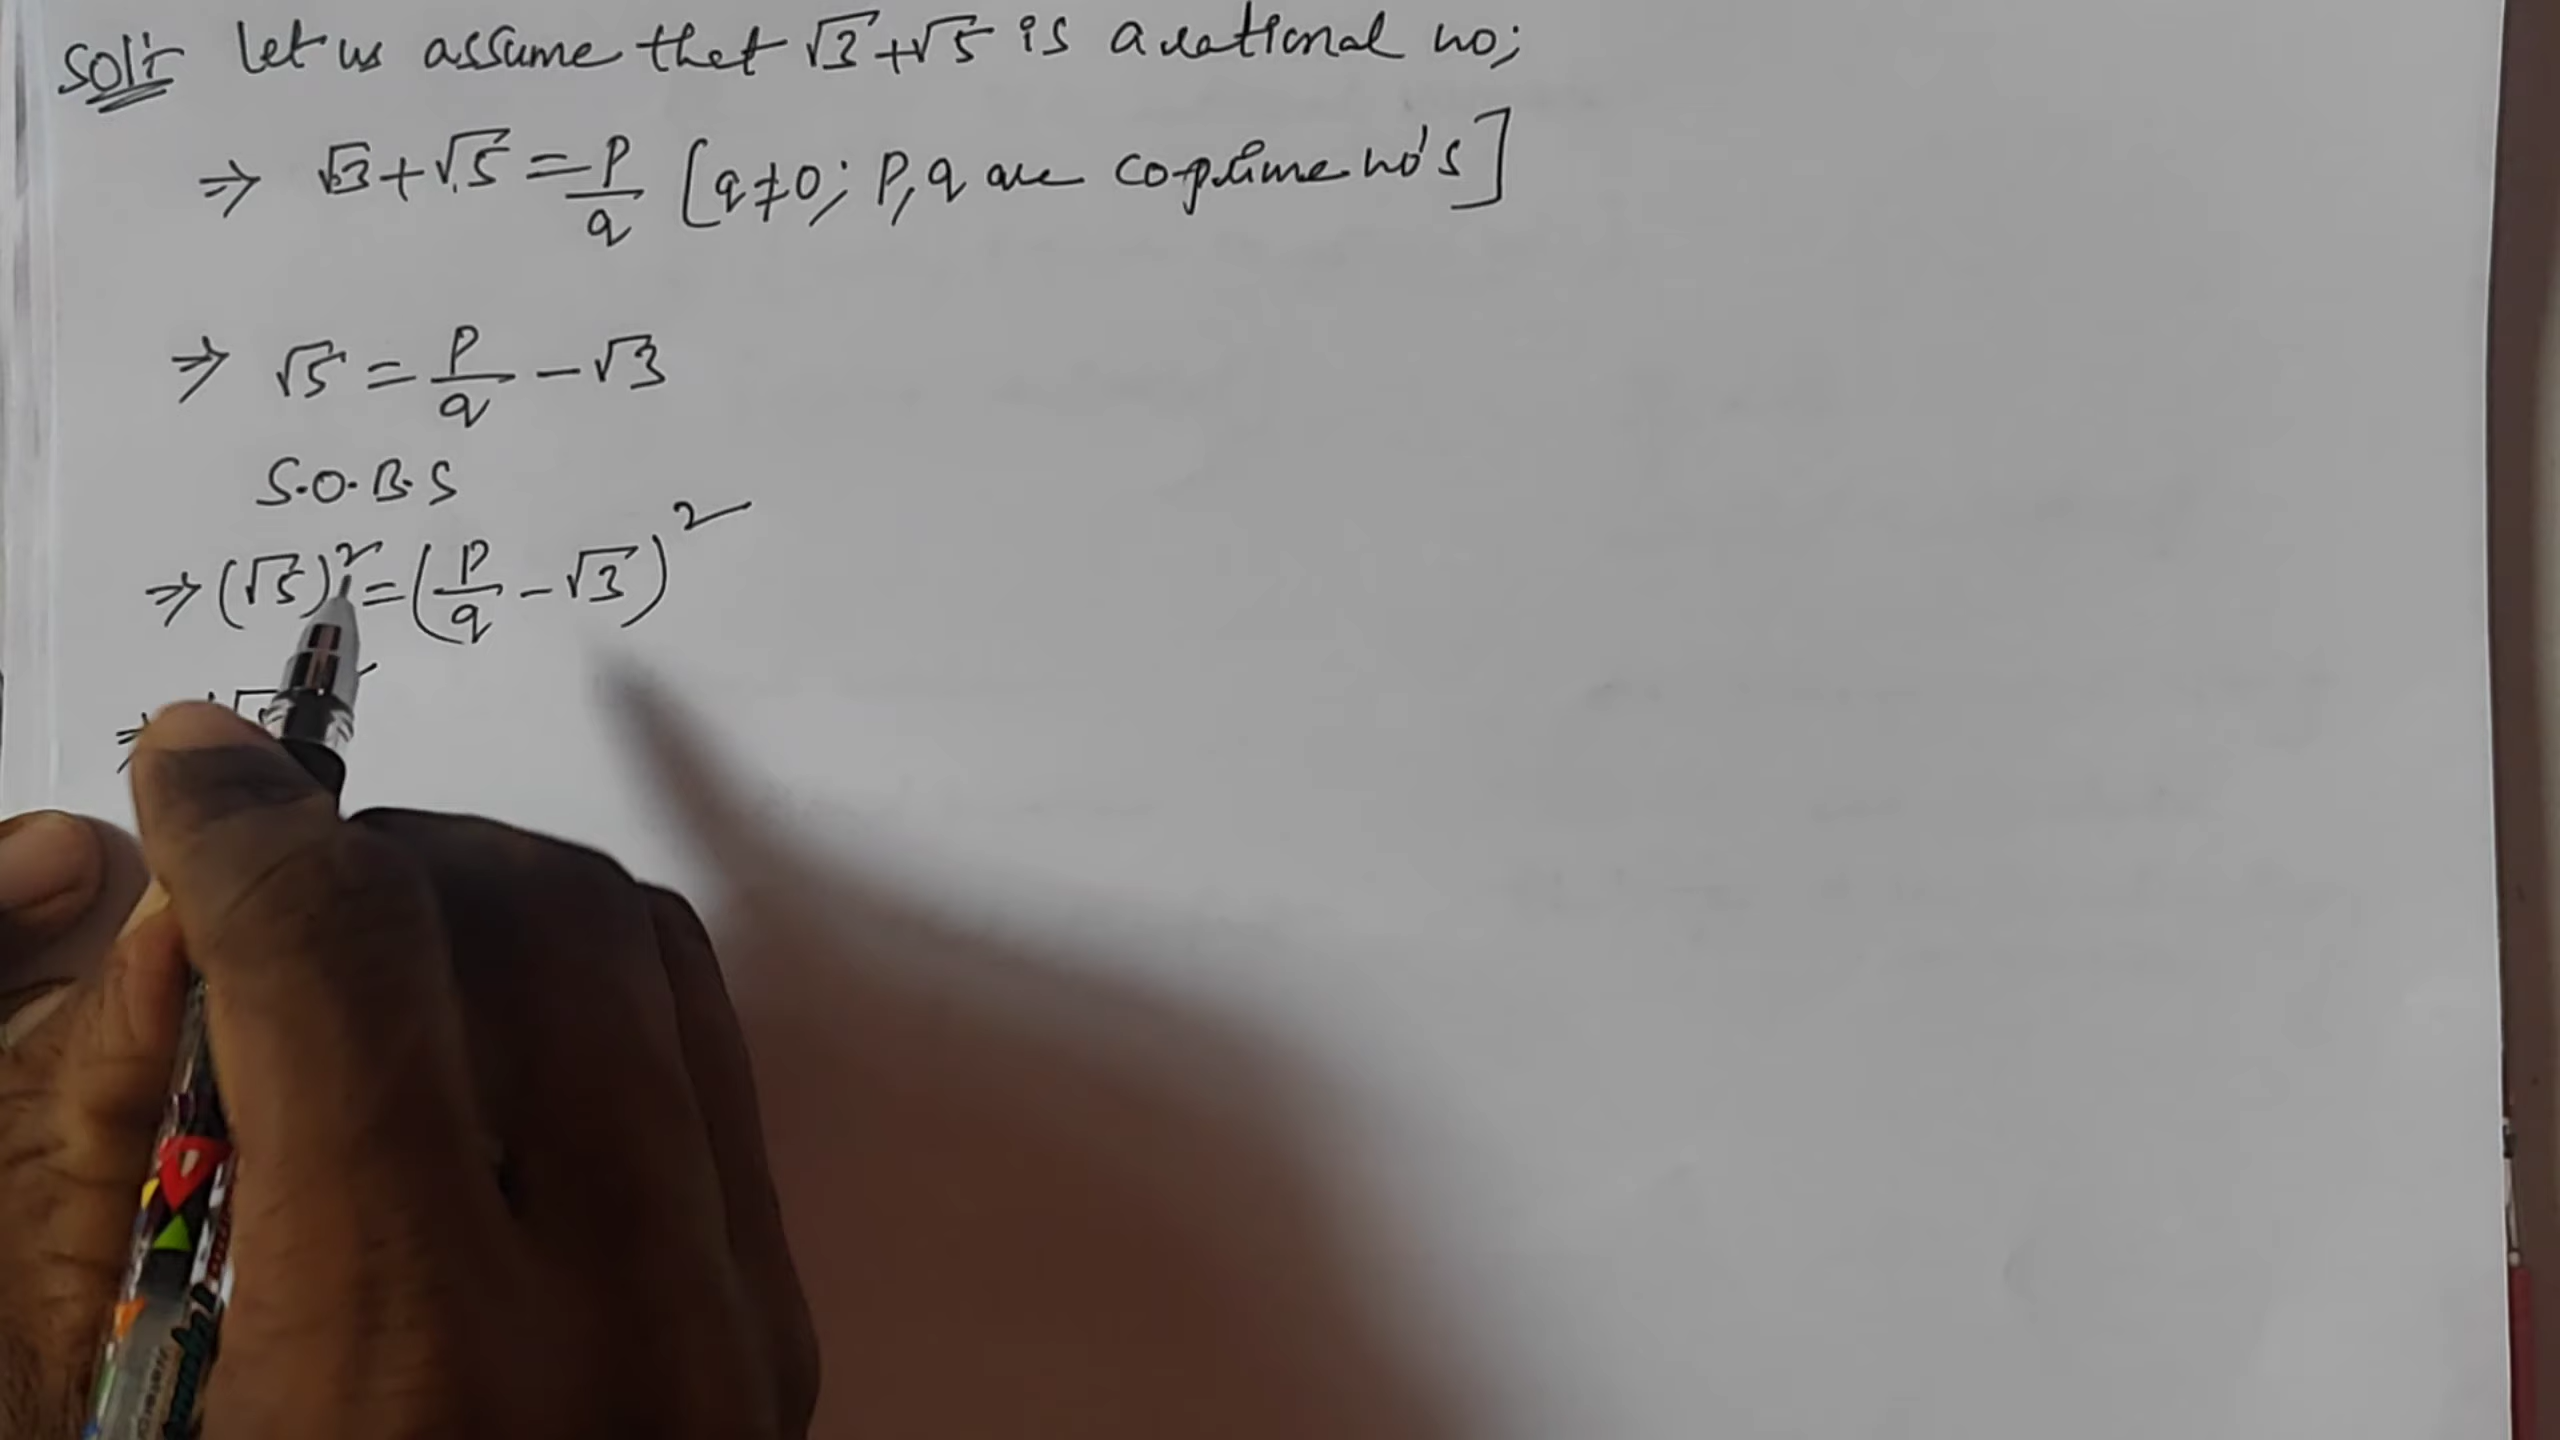 Sol:- Let us assume that √3+√5 is a rational no;
⇒ √3+√5 = p/q [q≠0; p,q are co-prime no's]
⇒ √5 = p/q - √3
S.O.B.S
⇒ (√5)² = (p/q - √3)²
⇒